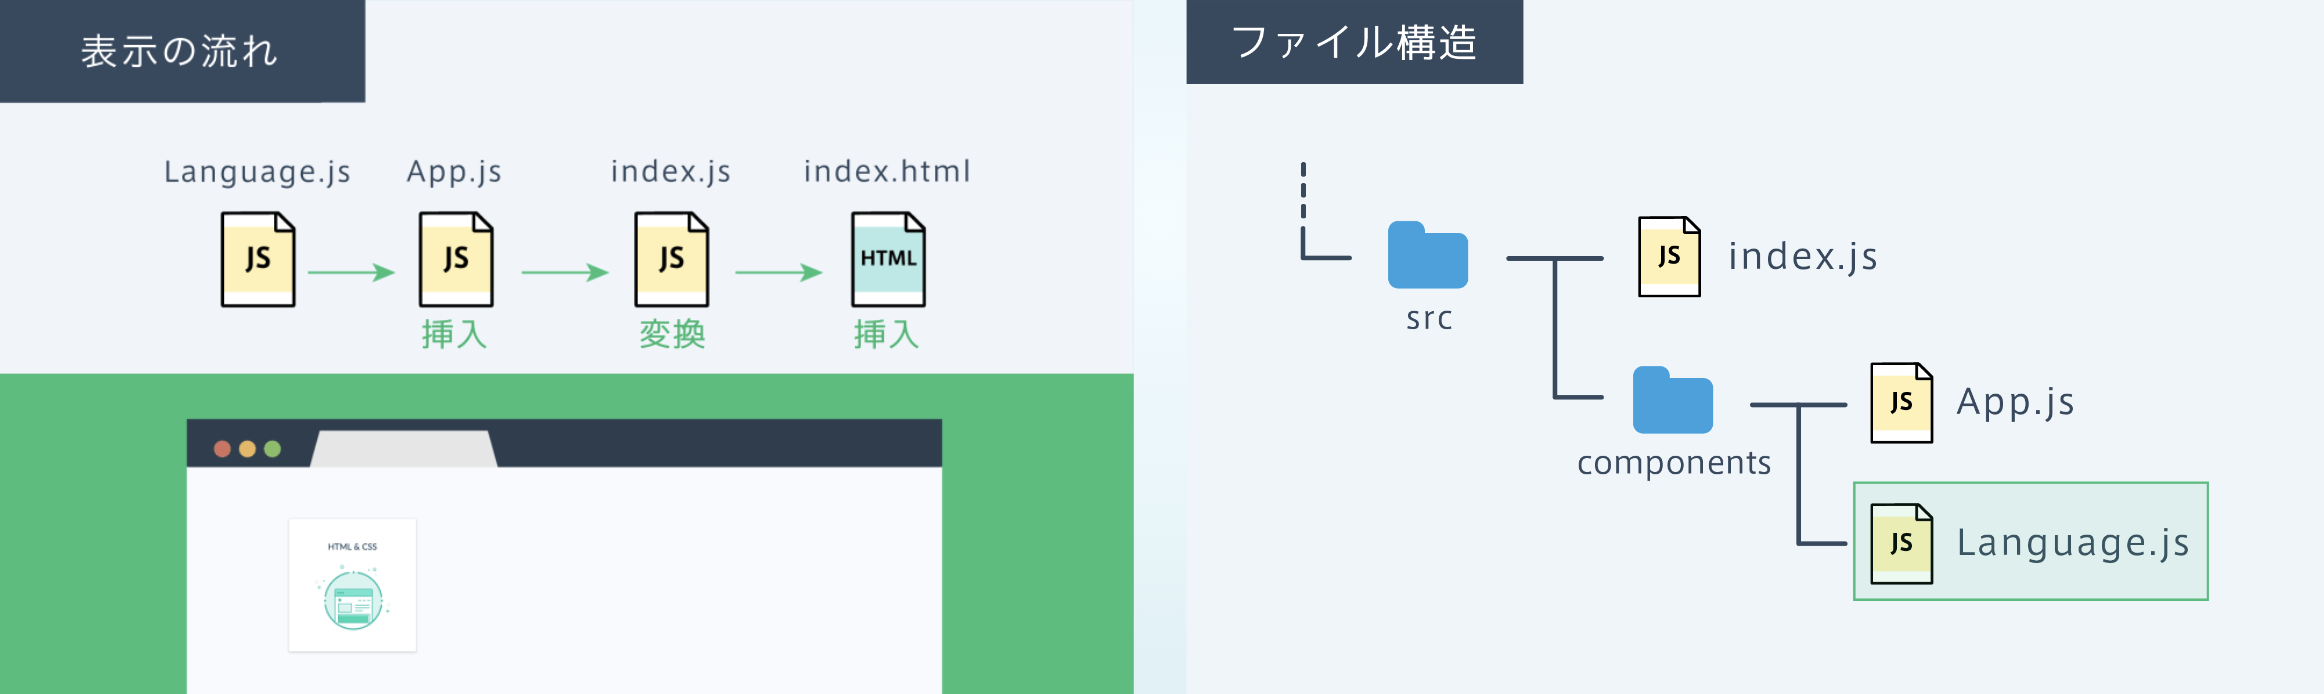 表示の流れ
Language.js
App.js
index.js
index.html
JS
JS
JS
HTML
挿入
変換
挿入
HTML & CSS
ファイル構造
JS
index.js
src
JS
App.js
components
JS
Language.js